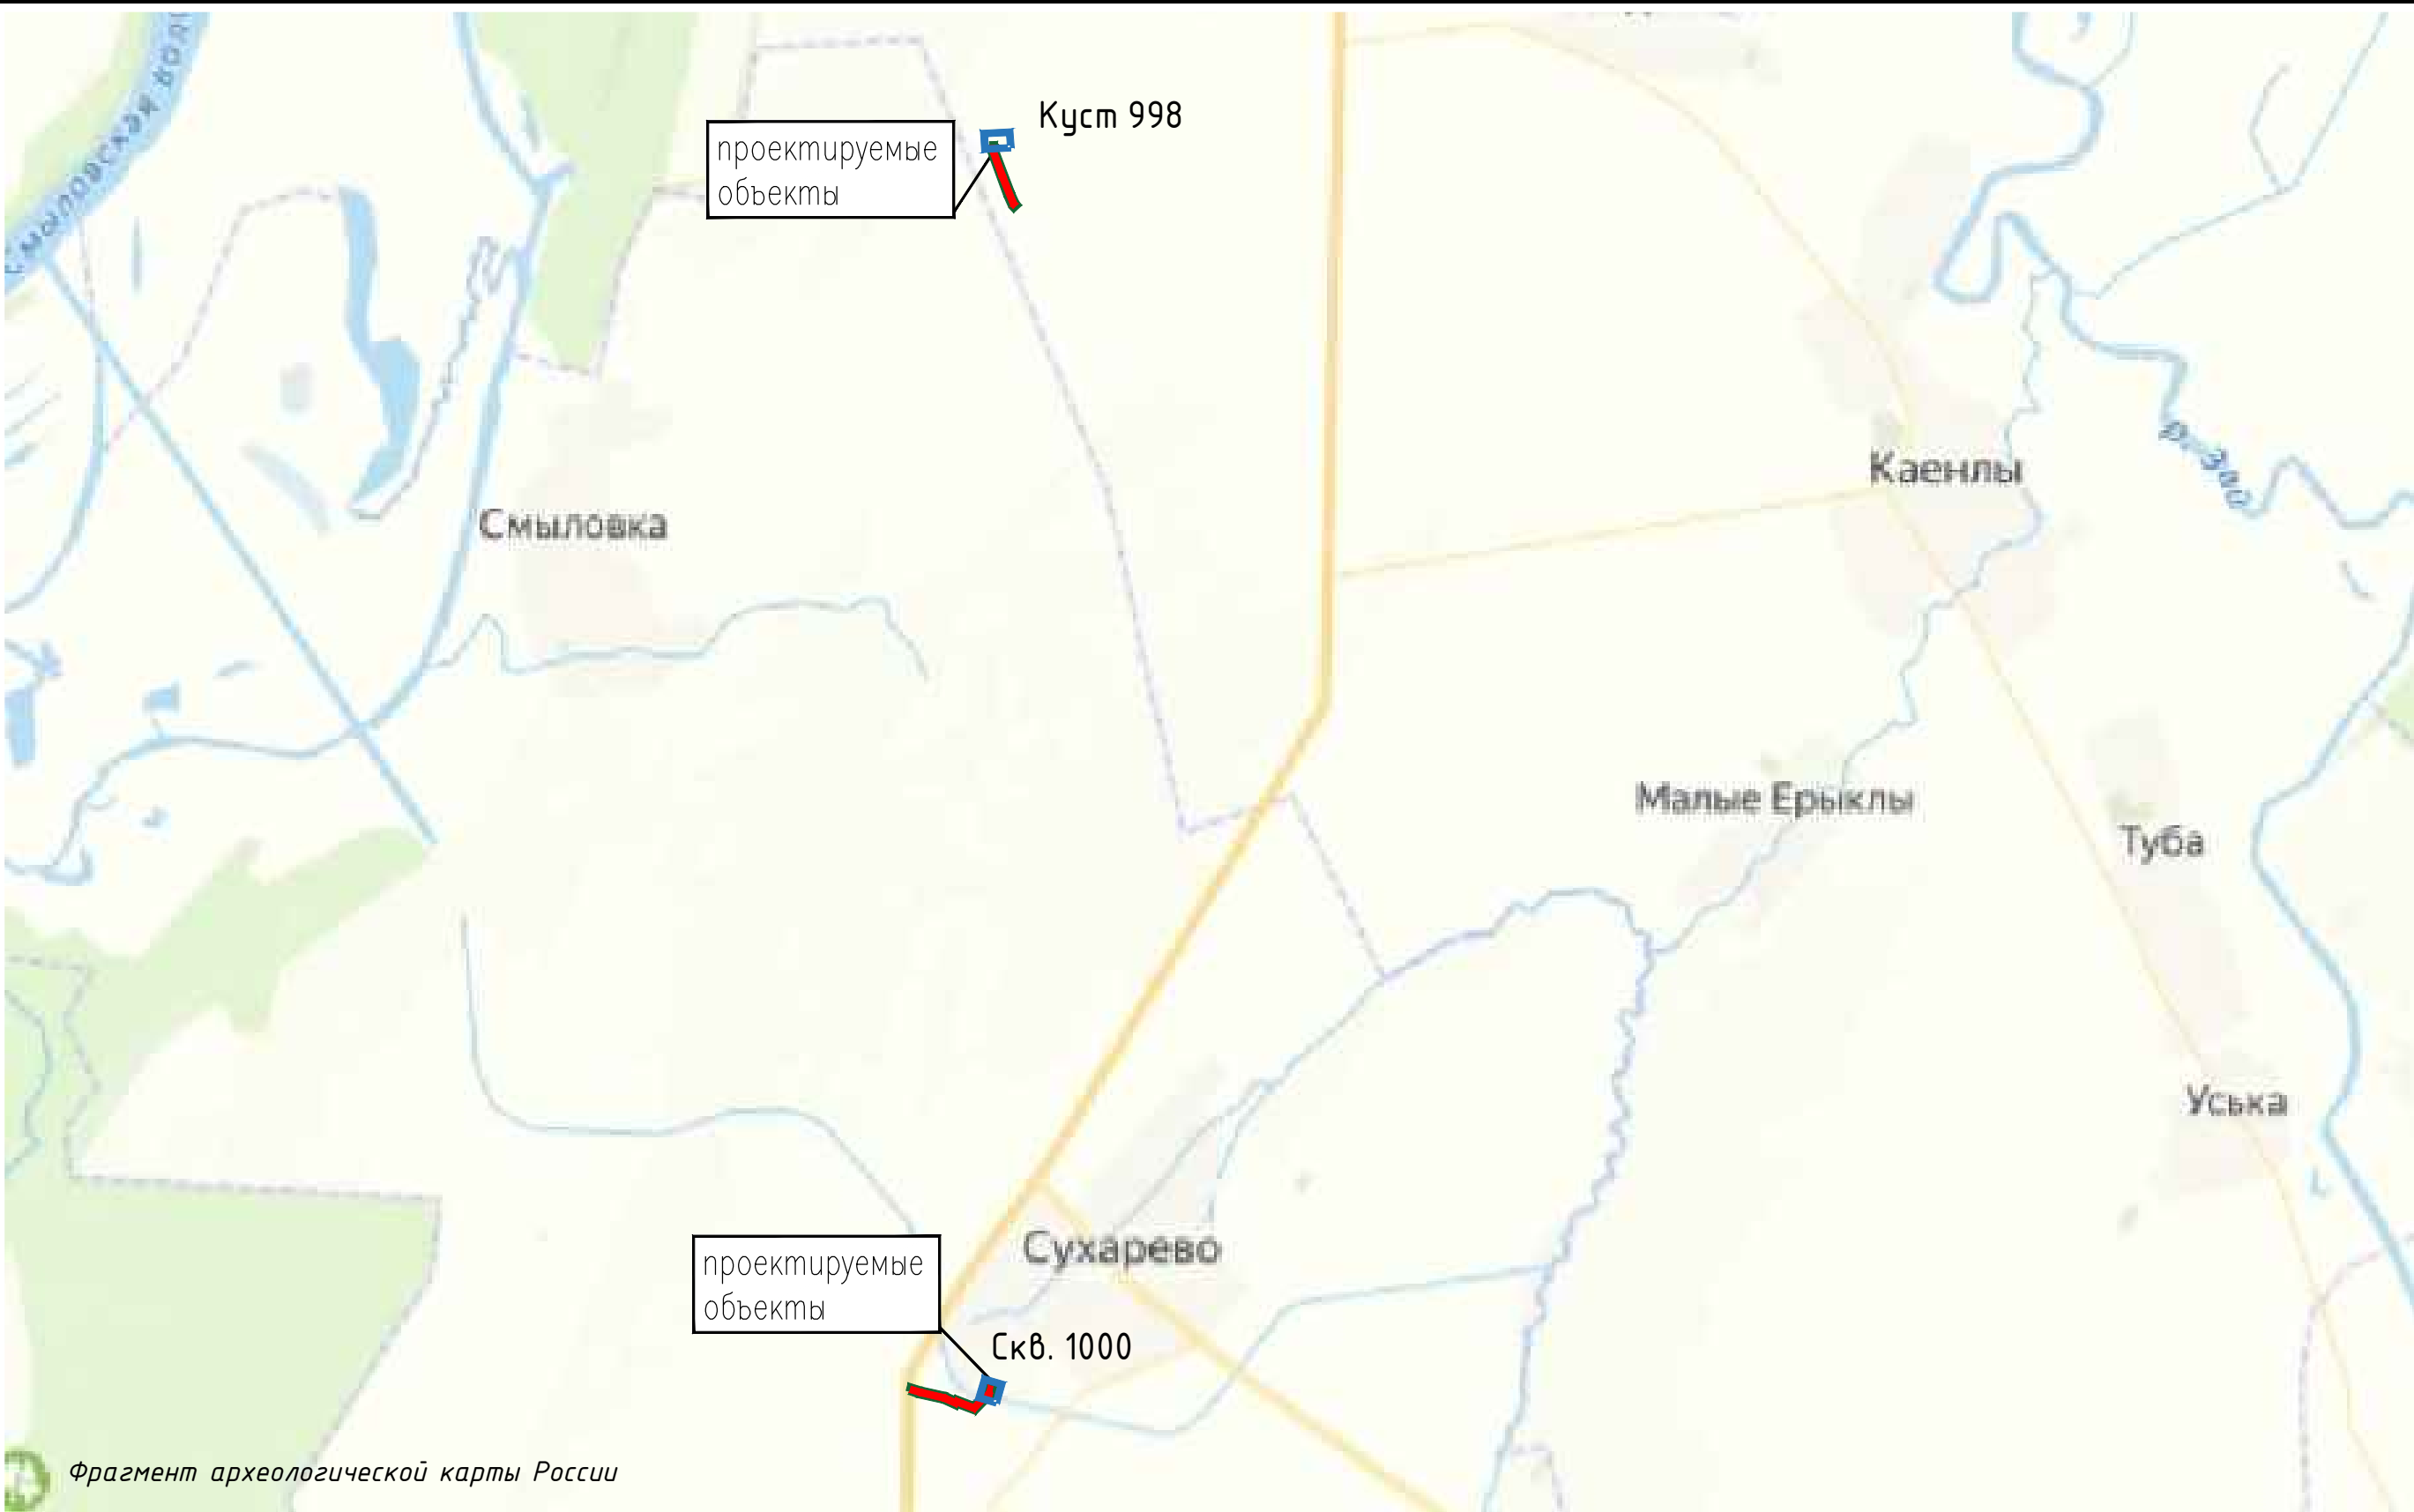 Куст 998
проектируемые
объекты
р. Зао
Каенлы
Смыловка
Малые Ерыклы
Туба
Уська
Сухарево
проектируемые
объекты
Скв. 1000
Фрагмент археологической карты России